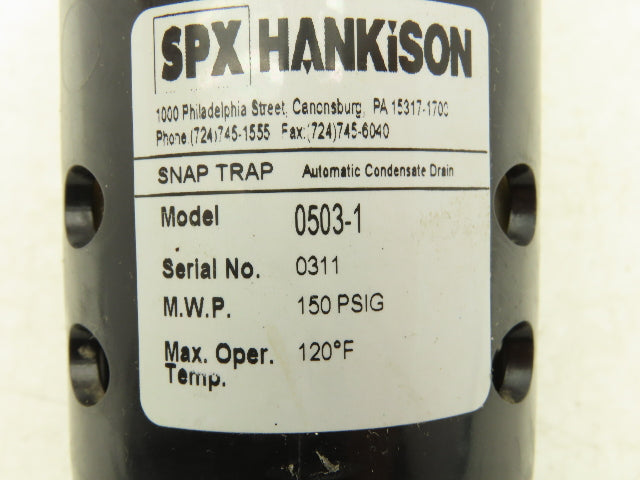 SPX HANKiSON
1000 Philadelphia Street, Canonsburg, PA 15317-1700
Phone:(724)745-1555 Fax:(724)745-6040
SNAP TRAP Automatic Condensate Drain
Model 0503-1
Serial No. 0311
M.W.P. 150 PSIG
Max. Oper. 120°F
Temp.